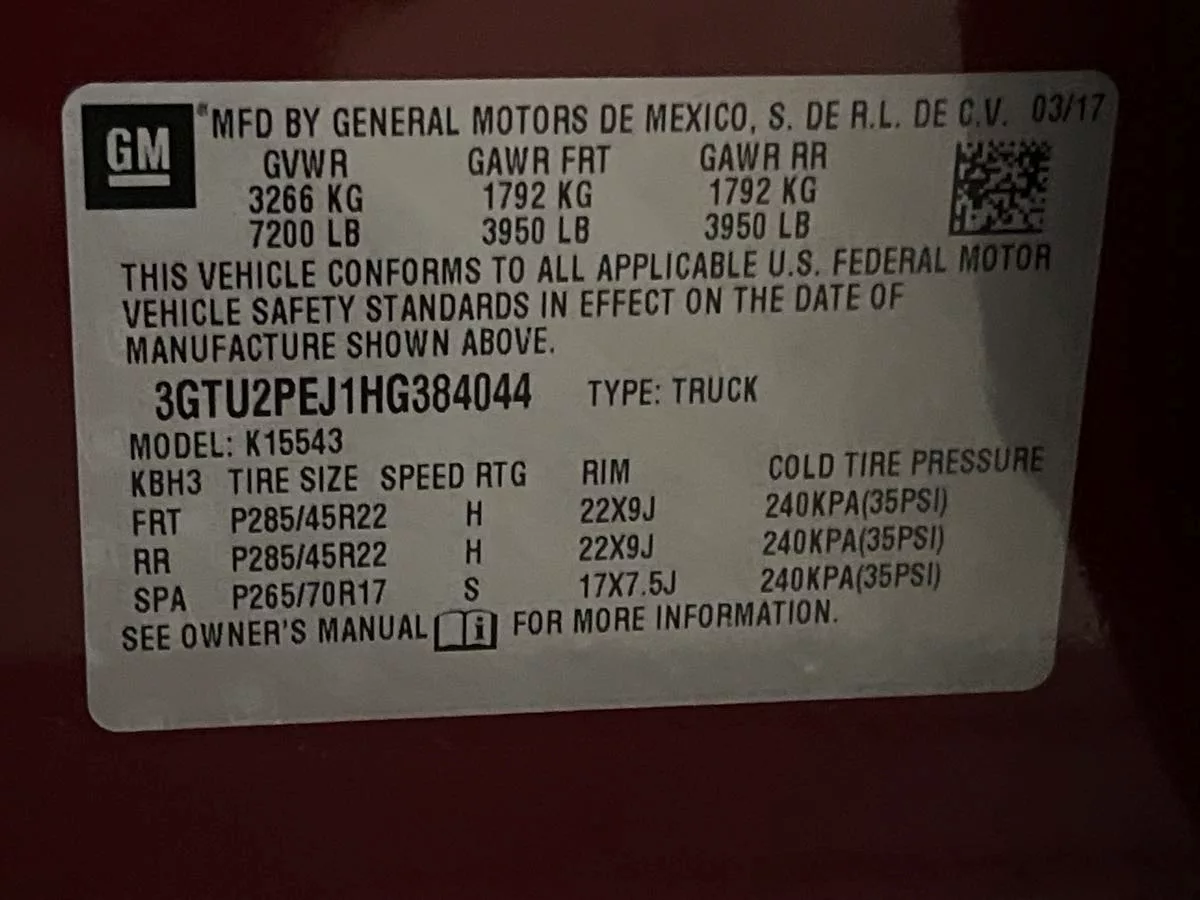 GM
MFD BY GENERAL MOTORS DE MEXICO, S. DE R.L. DE C.V. 03/17
GVWR GAWR FRT GAWR RR
3266 KG 1792 KG 1792 KG
7200 LB 3950 LB 3950 LB
THIS VEHICLE CONFORMS TO ALL APPLICABLE U.S. FEDERAL MOTOR
VEHICLE SAFETY STANDARDS IN EFFECT ON THE DATE OF
MANUFACTURE SHOWN ABOVE.
3GTU2PEJ1HG384044 TYPE: TRUCK
MODEL: K15543
KBH3 TIRE SIZE SPEED RTG RIM COLD TIRE PRESSURE
FRT P285/45R22 H 22X9J 240KPA(35PSI)
RR P285/45R22 H 22X9J 240KPA(35PSI)
SPA P265/70R17 S 17X7.5J 240KPA(35PSI)
SEE OWNER'S MANUAL i FOR MORE INFORMATION.